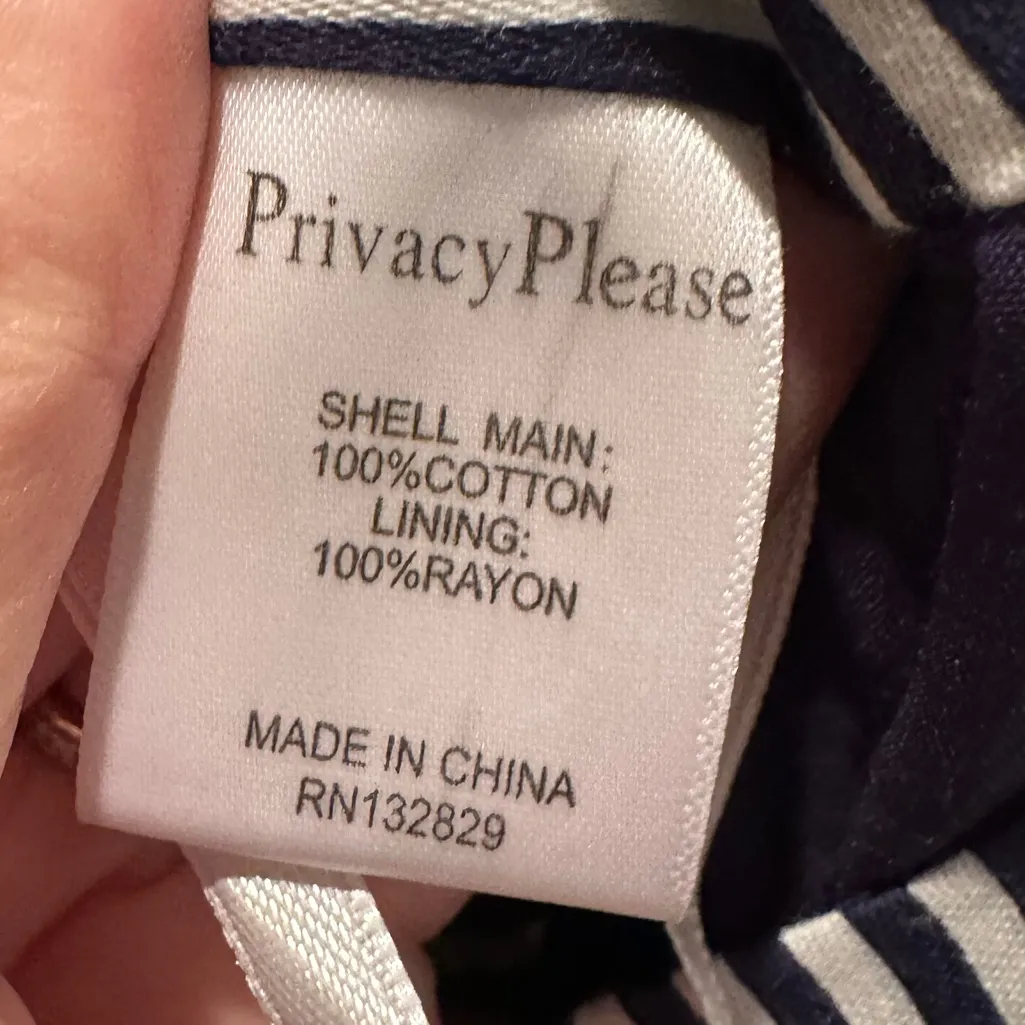 PrivacyPlease
SHELL MAIN:
100%COTTON
LINING:
100%RAYON
MADE IN CHINA
RN132829